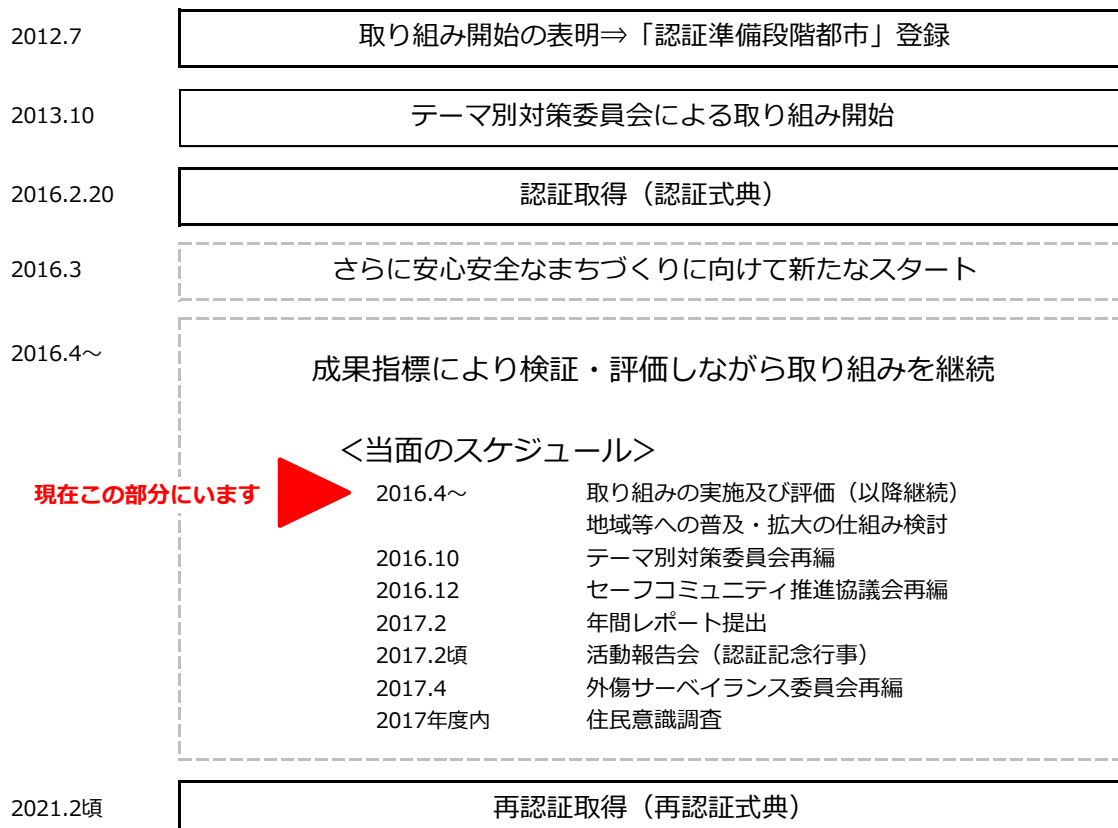 2012.7 取り組み開始の表明⇒「認証準備段階都市」登録
2013.10 テーマ別対策委員会による取り組み開始
2016.2.20 認証取得（認証式典）
2016.3 さらに安心安全なまちづくりに向けて新たなスタート
2016.4～ 成果指標により検証・評価しながら取り組みを継続
＜当面のスケジュール＞
現在この部分にいます 2016.4～ 取り組みの実施及び評価（以降継続）
地域等への普及・拡大の仕組み検討
2016.10 テーマ別対策委員会再編
2016.12 セーフコミュニティ推進協議会再編
2017.2 年間レポート提出
2017.2頃 活動報告会（認証記念行事）
2017.4 外傷サーベイランス委員会再編
2017年度内 住民意識調査
2021.2頃 再認証取得（再認証式典）